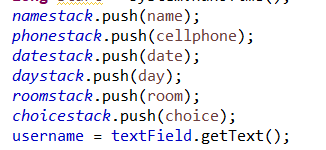 namestack.push(name);
phonestack.push(cellphone);
datestack.push(date);
daystack.push(day);
roomstack.push(room);
choicestack.push(choice);
username = textField.getText();